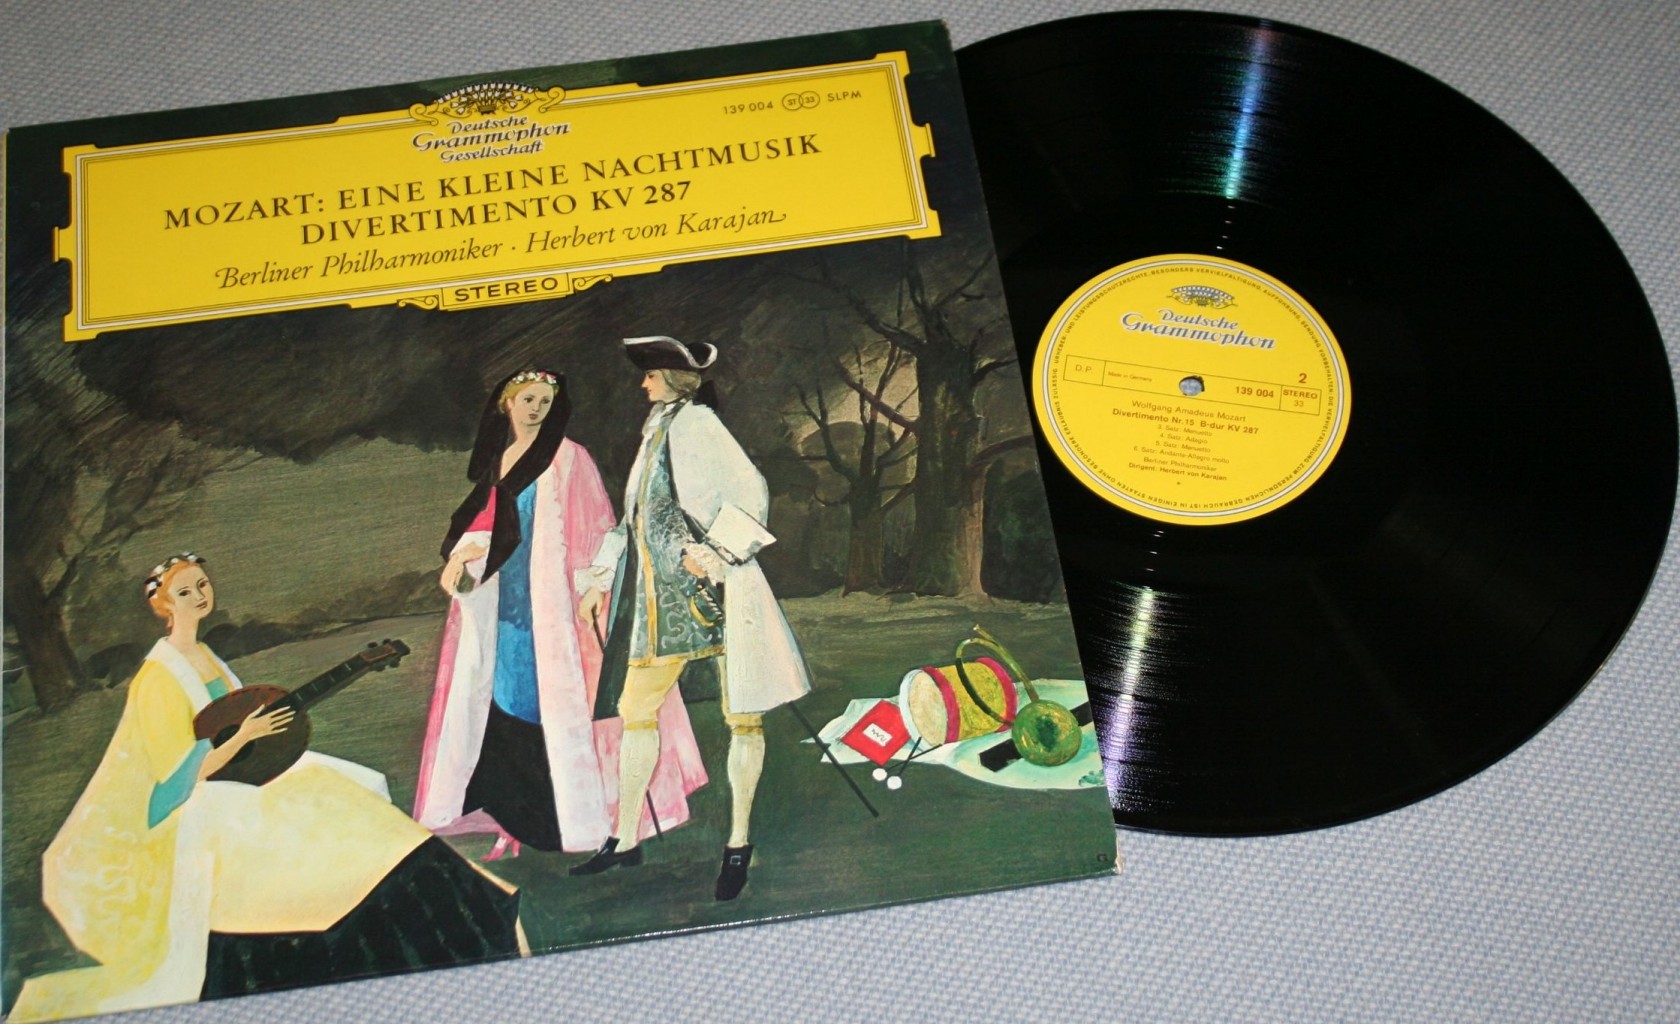 Deutsche
Grammophon
Gesellschaft
139 004 27 33 SLPM
MOZART: EINE KLEINE NACHTMUSIK
DIVERTIMENTO KV 287
Berliner Philharmoniker · Herbert von Karajan
STEREO
Deutsche
Grammophon
D.P. Made in Germany 139 004 2 STEREO 33
Wolfgang Amadeus Mozart
Divertimento Nr.15 B-dur KV 287
3. Satz: Menuetto
4. Satz: Adagio
5. Satz: Menuetto
6. Satz: Andante-Allegro molto
Berliner Philharmoniker
Dirigent: Herbert von Karajan